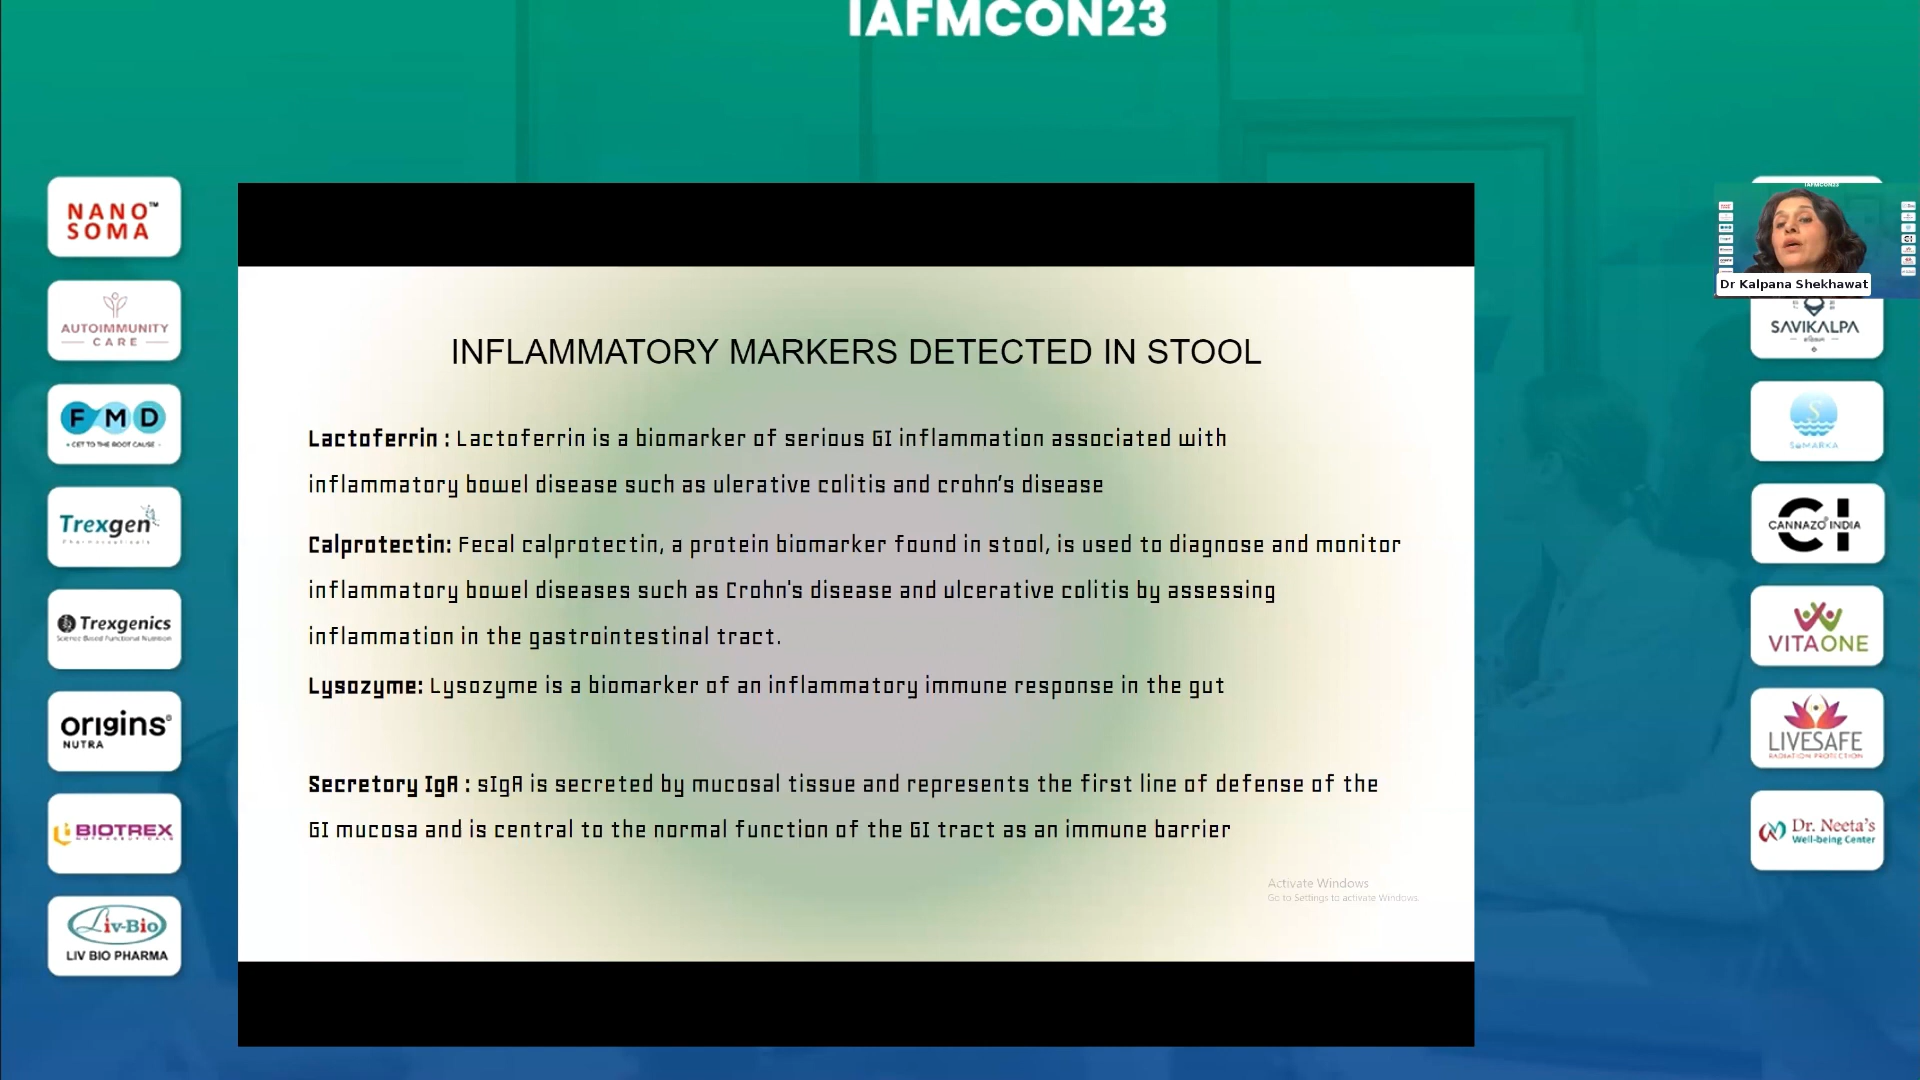 IAFMCON23
NANO™
SOMA
AUTOIMMUNITY
CARE
FMD
Trexgen
Pharmaceuticals
Trexgenics
Science Based Functional Nutrition
origins®
NUTRA
BIOTREX
NUTRACEUTICALS
Liv-Bio
LIV BIO PHARMA
INFLAMMATORY MARKERS DETECTED IN STOOL
Lactoferrin : Lactoferrin is a biomarker of serious GI inflammation associated with
inflammatory bowel disease such as ulerative colitis and crohn’s disease
Calprotectin: Fecal calprotectin, a protein biomarker found in stool, is used to diagnose and monitor
inflammatory bowel diseases such as Crohn's disease and ulcerative colitis by assessing
inflammation in the gastrointestinal tract.
Lysozyme: Lysozyme is a biomarker of an inflammatory immune response in the gut
Secretory IgA : sIgA is secreted by mucosal tissue and represents the first line of defense of the
GI mucosa and is central to the normal function of the GI tract as an immune barrier
Activate Windows
Go to Settings to activate Windows.
IAFMCON23
Dr Kalpana Shekhawat
SAVIKALPA
S
SOMARKA
CI
CANNAZO® INDIA
VITAONE
LIVESAFE
RADIATION PROTECTION
Dr. Neeta's
Well-being Center